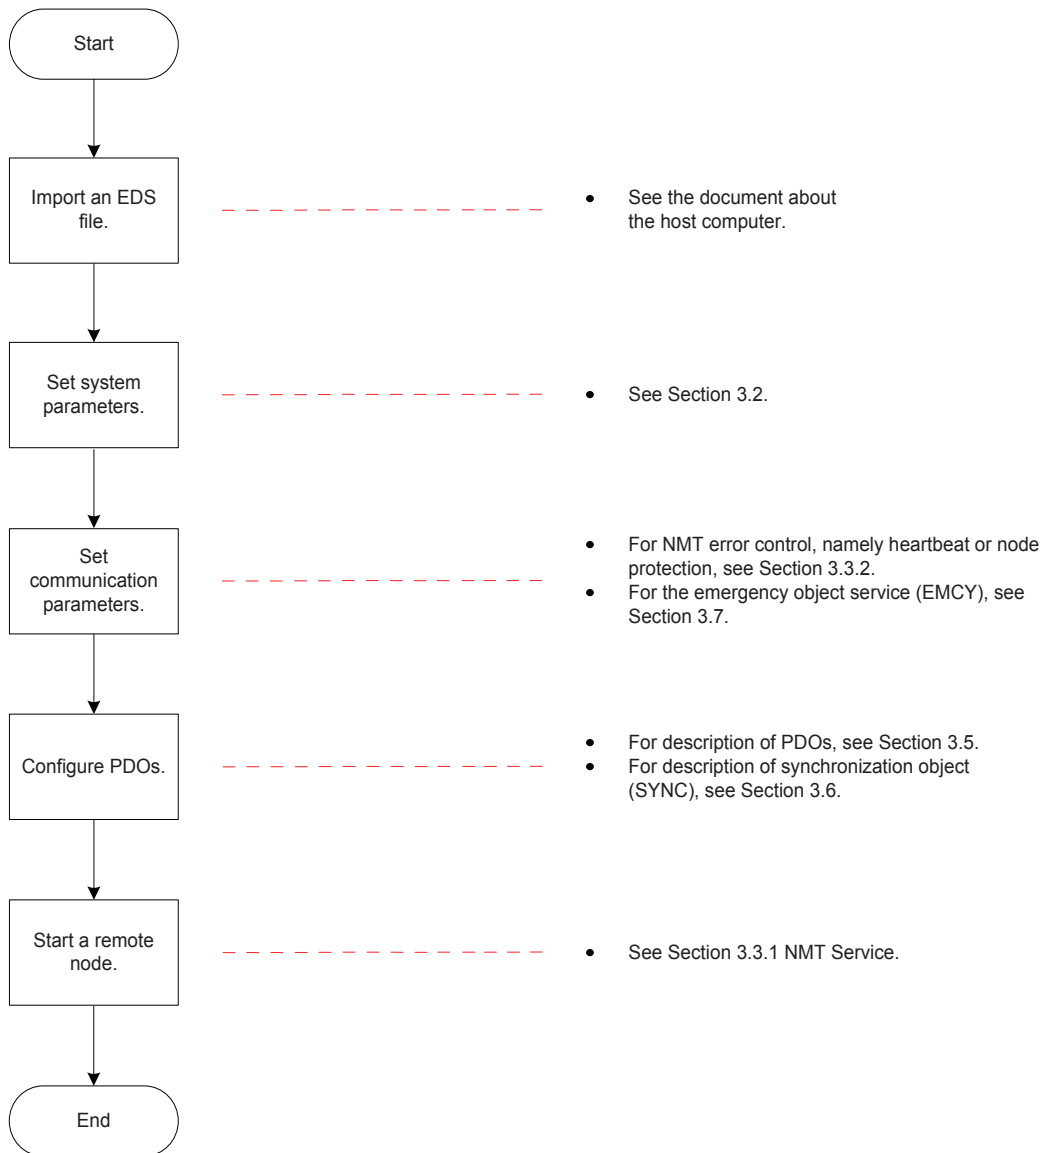 Start
Import an EDS
file.
• See the document about
the host computer.
Set system
parameters.
• See Section 3.2.
Set
communication
parameters.
• For NMT error control, namely heartbeat or node
protection, see Section 3.3.2.
• For the emergency object service (EMCY), see
Section 3.7.
Configure PDOs.
• For description of PDOs, see Section 3.5.
• For description of synchronization object
(SYNC), see Section 3.6.
Start a remote
node.
• See Section 3.3.1 NMT Service.
End